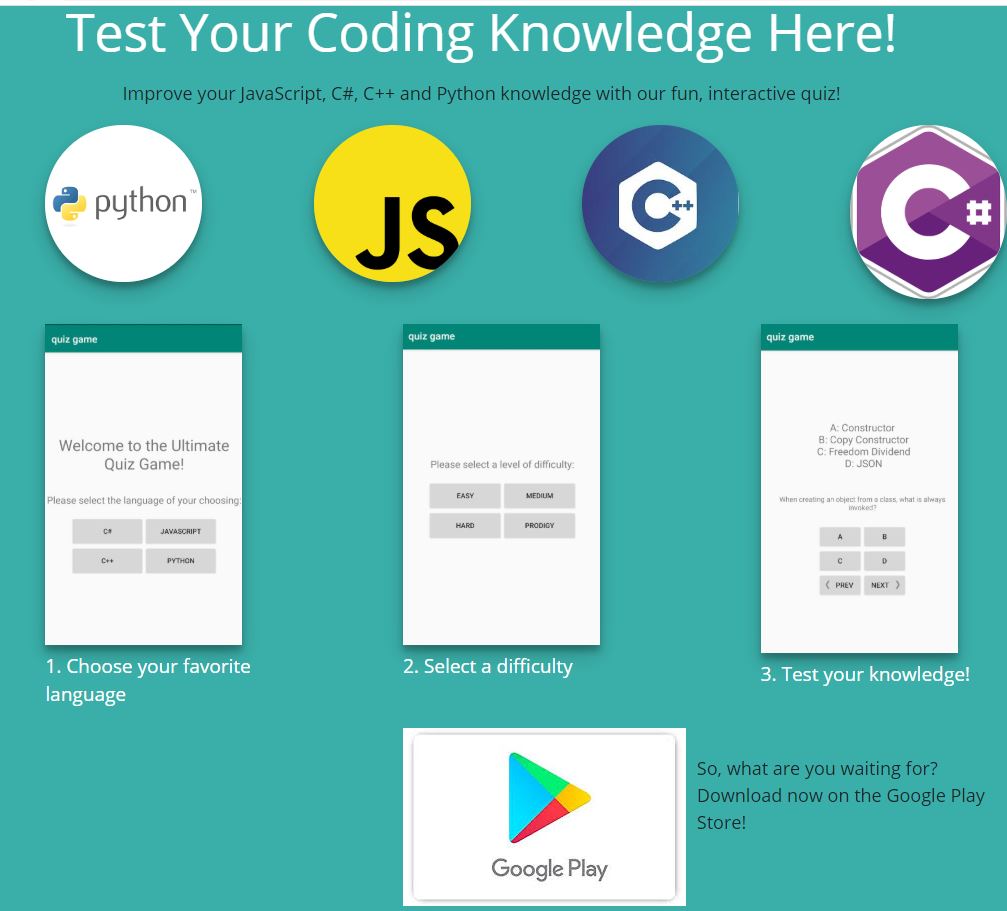 Test Your Coding Knowledge Here!
Improve your JavaScript, C#, C++ and Python knowledge with our fun, interactive quiz!
python™
JS
C++
C#
quiz game
Welcome to the Ultimate
Quiz Game!
Please select the language of your choosing:
C#
JAVASCRIPT
C++
PYTHON
1. Choose your favorite
language
quiz game
Please select a level of difficulty:
EASY
MEDIUM
HARD
PRODIGY
2. Select a difficulty
quiz game
A: Constructor
B: Copy Constructor
C: Freedom Dividend
D: JSON
When creating an object from a class, what is always
invoked?
A
B
C
D
PREV
NEXT
3. Test your knowledge!
Google Play
So, what are you waiting for?
Download now on the Google Play
Store!